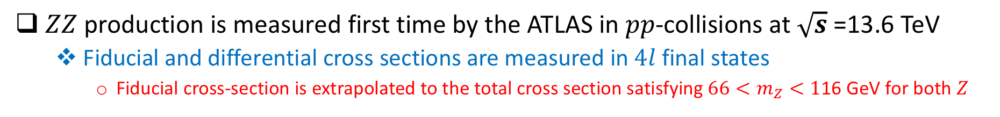 ❑ ZZ production is measured first time by the ATLAS in pp-collisions at √s =13.6 TeV
❖ Fiducial and differential cross sections are measured in 4l final states
o Fiducial cross-section is extrapolated to the total cross section satisfying 66 < m_Z < 116 GeV for both Z